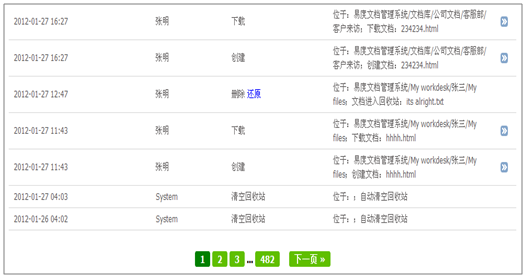 2012-01-27 16:27 张明 下载 位于：易度文档管理系统/文档库/公司文档/客服部/
客户来访：下载文档：234234.html
2012-01-27 16:27 张明 创建 位于：易度文档管理系统/文档库/公司文档/客服部/
客户来访：创建文档：234234.html
2012-01-27 12:47 张明 删除 还原 位于：易度文档管理系统/My workdesk/张三/My
files：文档进入回收站：its alright.txt
2012-01-27 11:43 张明 下载 位于：易度文档管理系统/My workdesk/张三/My
files：下载文档：hhhh.html
2012-01-27 11:43 张明 创建 位于：易度文档管理系统/My workdesk/张三/My
files：创建文档：hhhh.html
2012-01-27 04:03 System 清空回收站 位于：；自动清空回收站
2012-01-26 04:02 System 清空回收站 位于：；自动清空回收站
1 2 3 ... 482 下一页 »